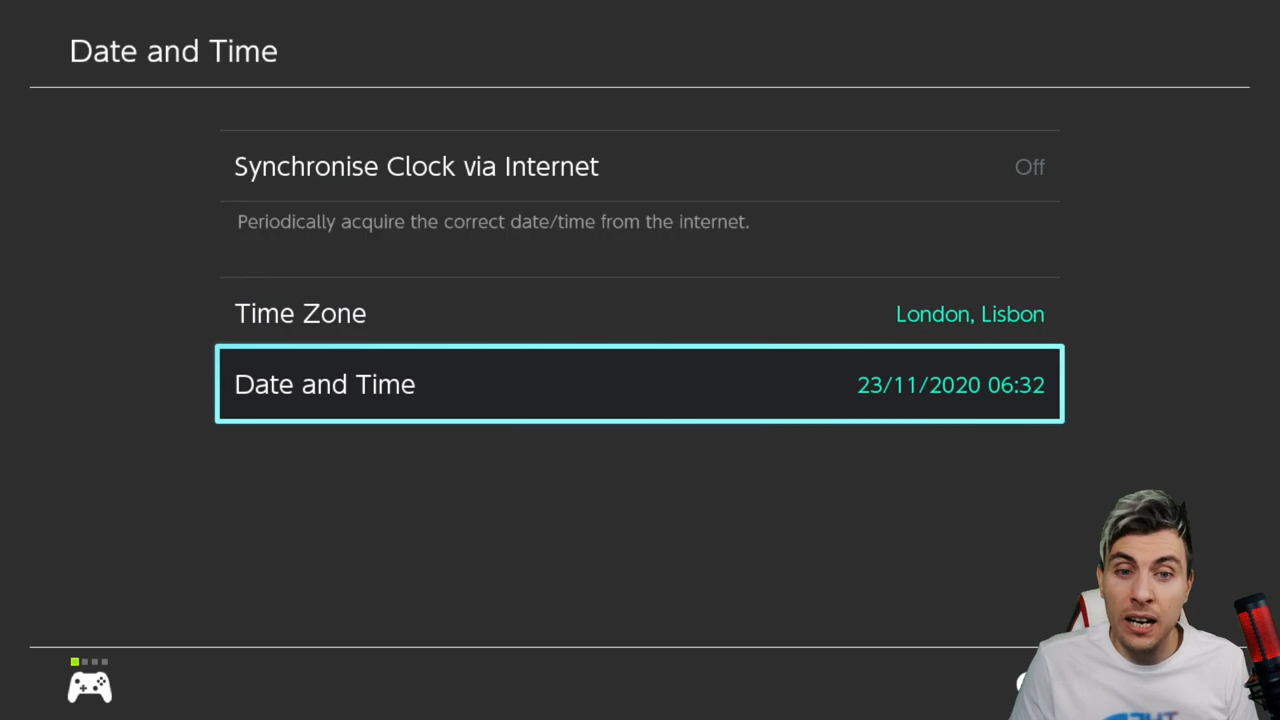 Date and Time
Synchronise Clock via Internet Off
Periodically acquire the correct date/time from the internet.
Time Zone London, Lisbon
Date and Time 23/11/2020 06:32